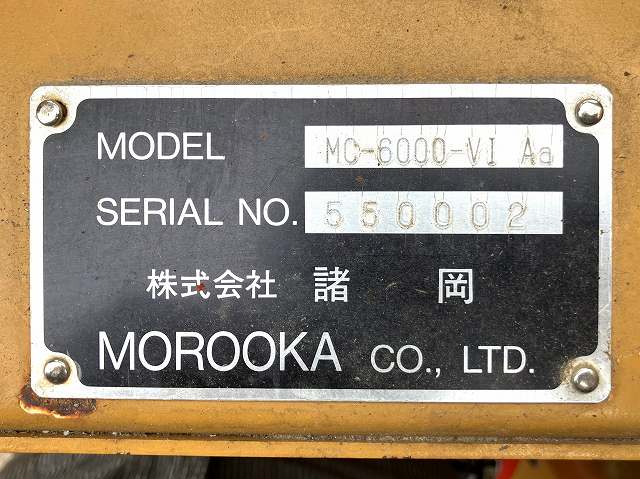 MODEL MC-6000-VI Aa
SERIAL NO. 550002
株式会社 諸 岡
MOROOKA CO., LTD.